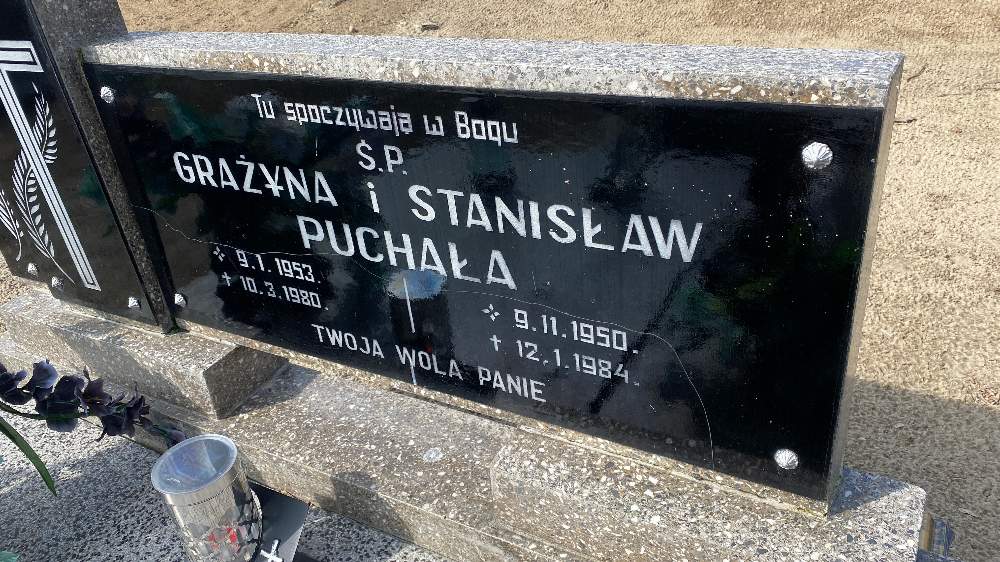 Tu spoczywają w Bogu
Ś.P.
GRAŻYNA i STANISŁAW
PUCHAŁA
9.1.1953.
† 10.3.1980
9.11.1950.
† 12.1.1984.
TWOJA WOLA PANIE